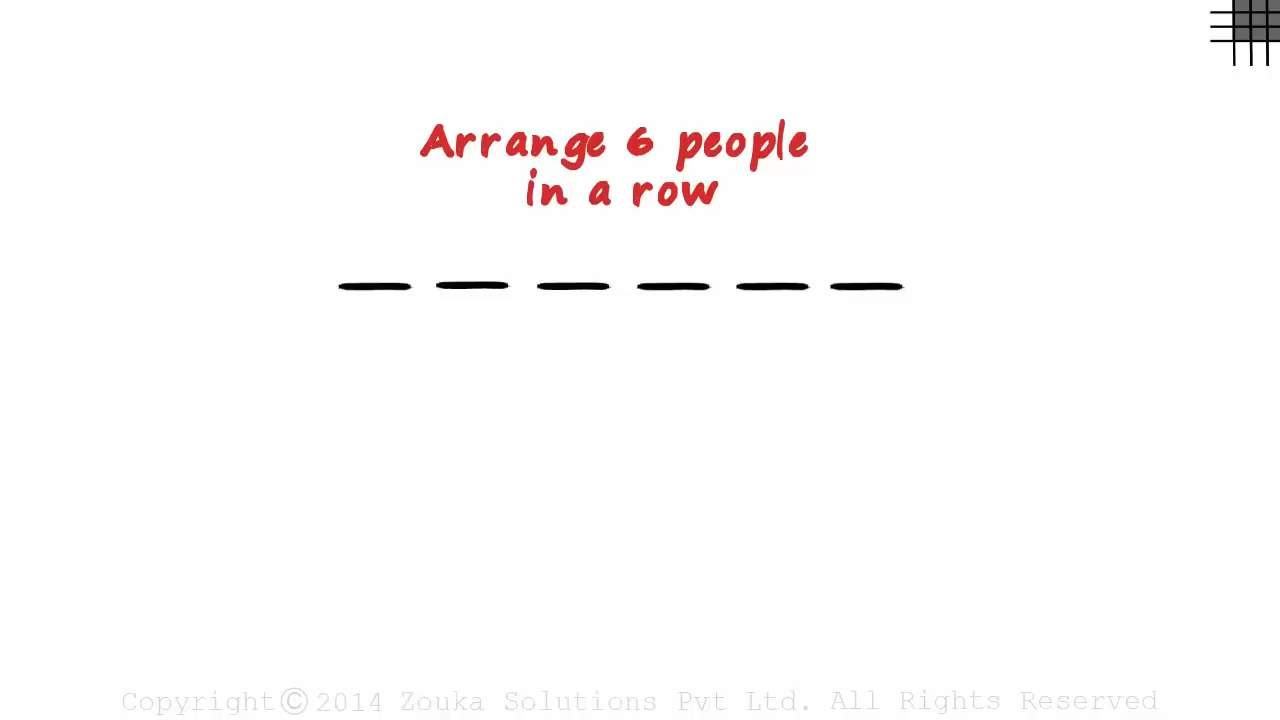 Arrange 6 people
in a row
Copyright©2014 Zouka Solutions Pvt Ltd. All Rights Reserved